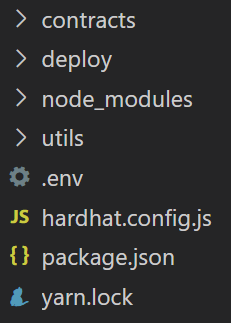 contracts
deploy
node_modules
utils
.env
JS hardhat.config.js
{ } package.json
yarn.lock